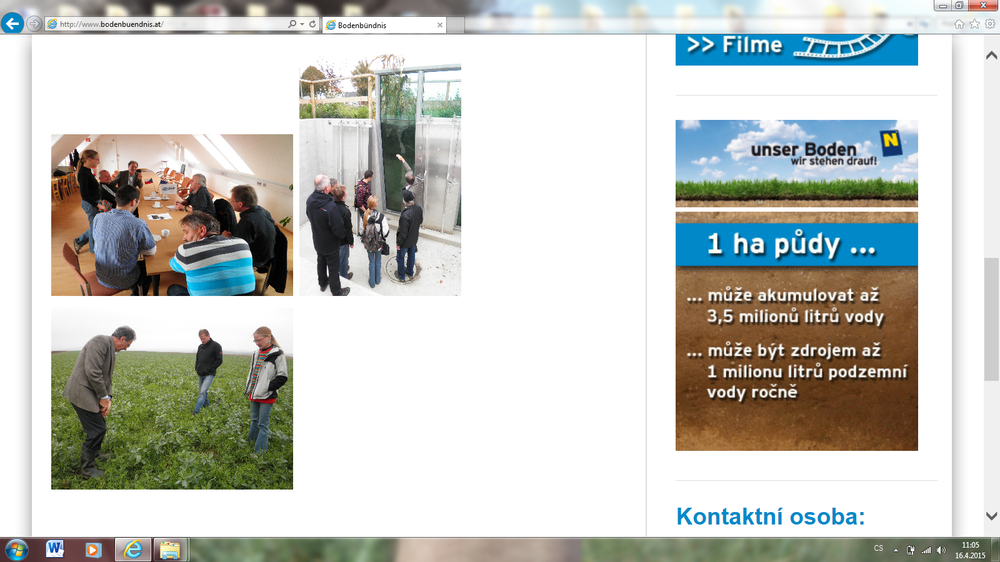 http://www.bodenbuendnis.at/
Bodenbündnis
>> Filme
unser Boden
wir stehen drauf!
N
1 ha půdy ...
... může akumulovat až
3,5 milionů litrů vody
... může být zdrojem až
1 milionu litrů podzemní
vody ročně
Kontaktní osoba:
CS
11:05
16.4.2015